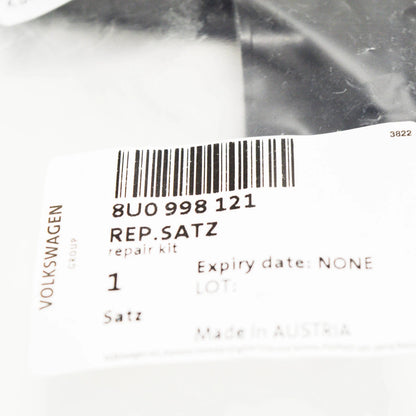 3822
VOLKSWAGEN
GROUP
8U0 998 121
REP.SATZ
repair kit
1
Expiry date: NONE
LOT:
Satz
Made in AUSTRIA